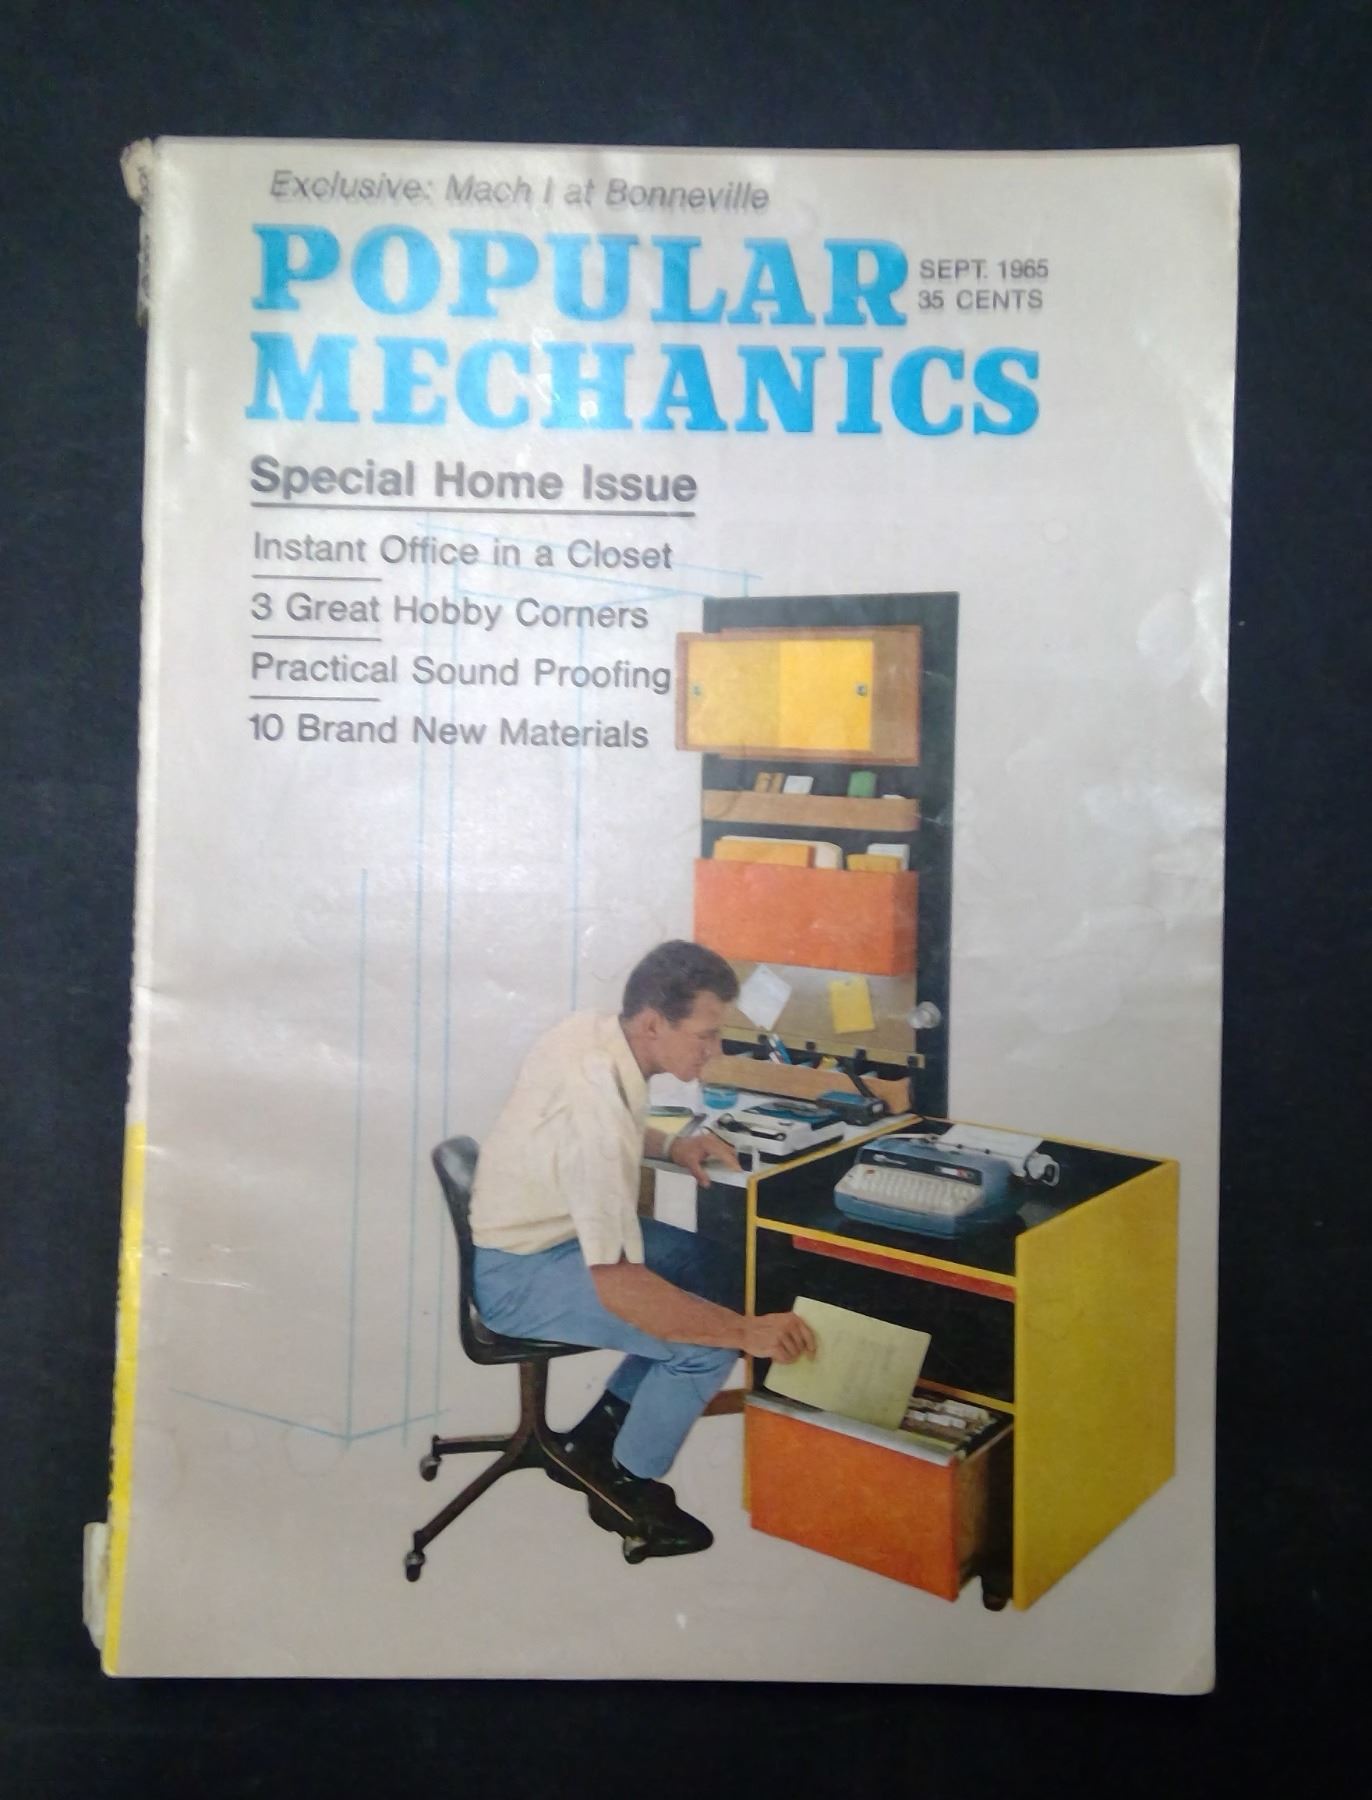 Exclusive: Mach I at Bonneville
POPULAR
SEPT. 1965
35 CENTS
MECHANICS
Special Home Issue
Instant Office in a Closet
3 Great Hobby Corners
Practical Sound Proofing
10 Brand New Materials